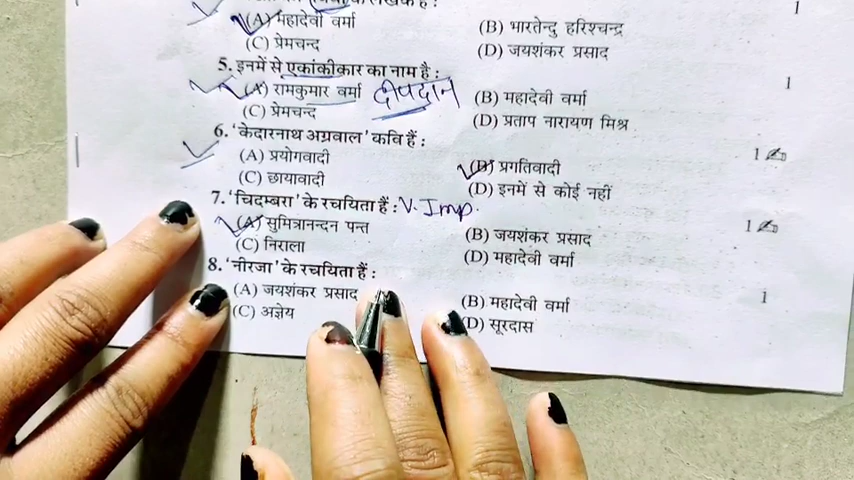 के लेखक हैं :
1
(A) महादेवी वर्मा (B) भारतेन्दु हरिश्चन्द्र
(C) प्रेमचन्द (D) जयशंकर प्रसाद
5. इनमें से एकांकीकार का नाम है : 1
(A) रामकुमार वर्मा दीपदान (B) महादेवी वर्मा
(C) प्रेमचन्द (D) प्रताप नारायण मिश्र
6. 'केदारनाथ अग्रवाल' कवि हैं : 1
(A) प्रयोगवादी (B) प्रगतिवादी
(C) छायावादी (D) इनमें से कोई नहीं
7. 'चिदम्बरा' के रचयिता हैं : V. Imp. 1
(A) सुमित्रानन्दन पन्त (B) जयशंकर प्रसाद
(C) निराला (D) महादेवी वर्मा
8. 'नीरजा' के रचयिता हैं : 1
(A) जयशंकर प्रसाद (B) महादेवी वर्मा
(C) अज्ञेय (D) सूरदास